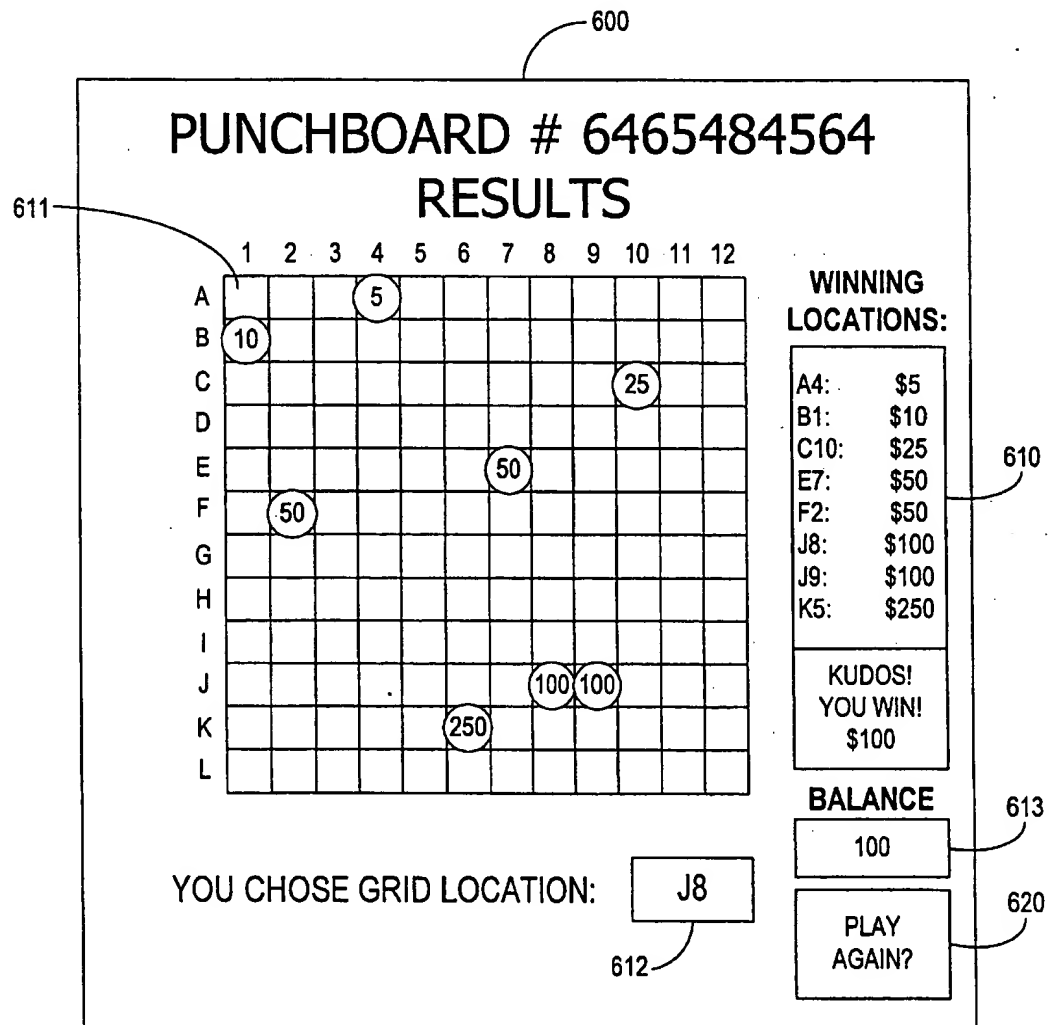 600
PUNCHBOARD # 6465484564
RESULTS
611
1 2 3 4 5 6 7 8 9 10 11 12
A 5
B 10
C 25
D
E 50
F 50
G
H
I
J 100 100
K 250
L
WINNING
LOCATIONS:
A4: $5
B1: $10
C10: $25
E7: $50
F2: $50
J8: $100
J9: $100
K5: $250
610
KUDOS!
YOU WIN!
$100
BALANCE
100
613
YOU CHOSE GRID LOCATION: J8
612
PLAY
AGAIN?
620